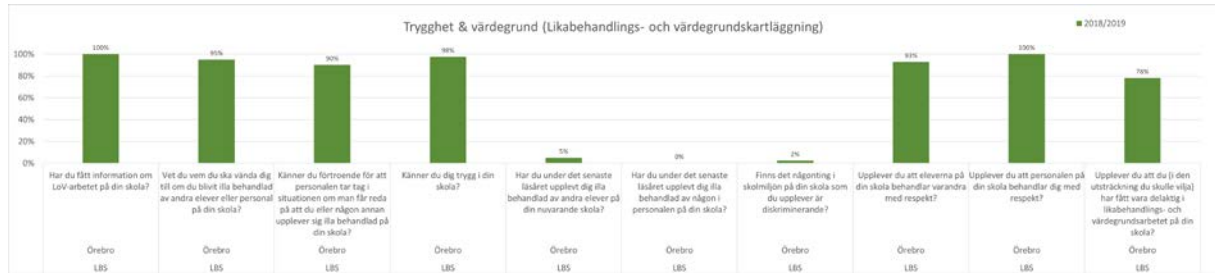 Trygghet & värdegrund (Likabehandlings- och värdegrundskartläggning)
2018/2019
100%
80%
60%
40%
20%
0%
100%
95%
90%
98%
5%
0%
2%
93%
100%
78%
Har du fått information om
LoV-arbetet på din skola?
Vet du vem du ska vända dig
till om du blivit illa behandlad
av andra elever eller personal
på din skola?
Känner du förtroende för att
personalen tar tag i
situationen om man får reda
på att du eller någon annan
upplever sig illa behandlad på
din skola?
Känner du dig trygg i din
skola?
Har du under det senaste
läsåret upplevt dig illa
behandlad av andra elever på
din nuvarande skola?
Har du under det senaste
läsåret upplevt dig illa
behandlad av någon i
personalen på din skola?
Finns det någonting i
skolmiljön på din skola som
du upplever är
diskriminerande?
Upplever du att eleverna på
din skola behandlar varandra
med respekt?
Upplever du att personalen på
din skola behandlar dig med
respekt?
Upplever du att du (i den
utsträckning du skulle vilja)
har fått vara delaktig i
likabehandlings- och
värdegrundsarbetet på din
skola?
Örebro
Örebro
Örebro
Örebro
Örebro
Örebro
Örebro
Örebro
Örebro
Örebro
LBS
LBS
LBS
LBS
LBS
LBS
LBS
LBS
LBS
LBS